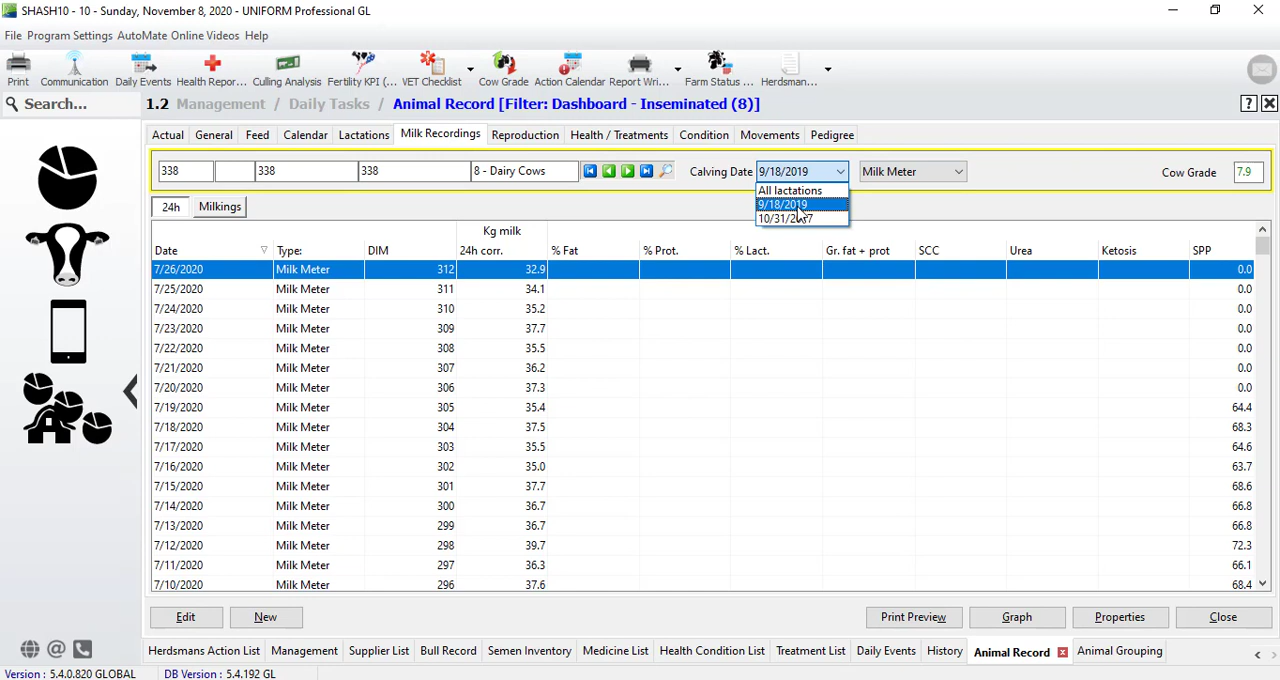 SHASH10 - 10 - Sunday, November 8, 2020 - UNIFORM Professional GL
File Program Settings AutoMate Online Videos Help
Print Communication Daily Events Health Repor... Culling Analysis Fertility KPI (... VET Checklist Cow Grade Action Calendar Report Wri... Farm Status ... Herdsman...
Search... 1.2 Management / Daily Tasks / Animal Record [Filter: Dashboard - Inseminated (8)] ?
Actual General Feed Calendar Lactations Milk Recordings Reproduction Health / Treatments Condition Movements Pedigree
338 338 338 8 - Dairy Cows Calving Date 9/18/2019 Milk Meter Cow Grade 7.9
All lactations
9/18/2019
24h Milkings
Kg milk
Date Type: DIM 24h corr. % Fat % Prot. % Lact. Gr. fat + prot SCC Urea Ketosis SPP
7/26/2020 Milk Meter 312 32.9 0.0
7/25/2020 Milk Meter 311 34.1 0.0
7/24/2020 Milk Meter 310 35.2 0.0
7/23/2020 Milk Meter 309 37.7 0.0
7/22/2020 Milk Meter 308 35.5 0.0
7/21/2020 Milk Meter 307 36.2 0.0
7/20/2020 Milk Meter 306 37.3 0.0
7/19/2020 Milk Meter 305 35.4 64.4
7/18/2020 Milk Meter 304 37.5 68.3
7/17/2020 Milk Meter 303 35.5 64.6
7/16/2020 Milk Meter 302 35.0 63.7
7/15/2020 Milk Meter 301 37.7 68.6
7/14/2020 Milk Meter 300 36.7 66.8
7/13/2020 Milk Meter 299 36.7 66.8
7/12/2020 Milk Meter 298 39.7 72.3
7/11/2020 Milk Meter 297 36.3 66.1
7/10/2020 Milk Meter 296 37.6 68.4
Edit New Print Preview Graph Properties Close
Herdsmans Action List Management Supplier List Bull Record Semen Inventory Medicine List Health Condition List Treatment List Daily Events History Animal Record Animal Grouping
Version : 5.4.0.820 GLOBAL DB Version : 5.4.192 GL